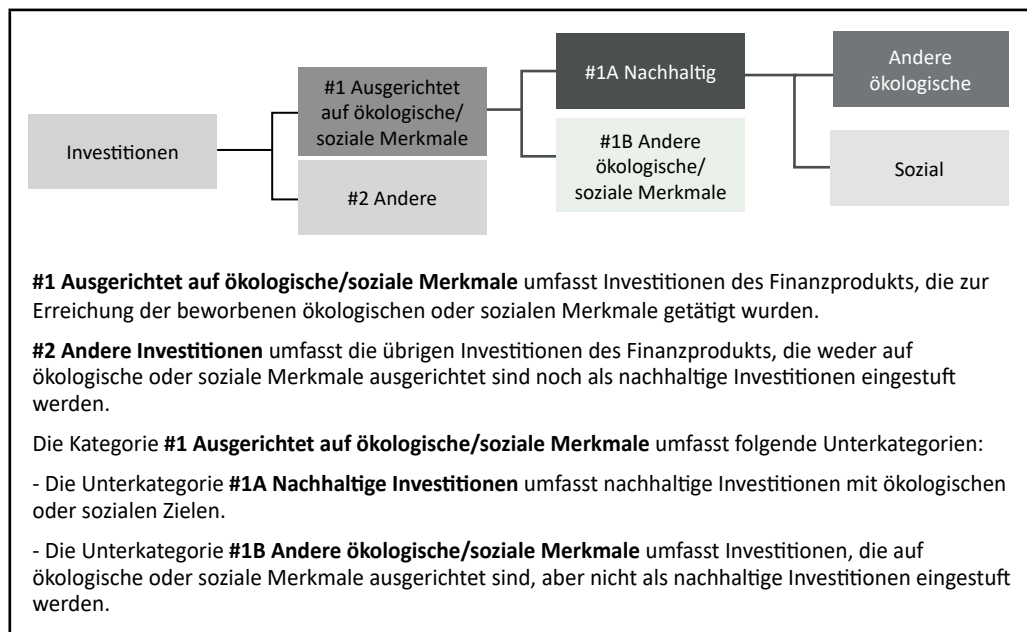 Investitionen
#1 Ausgerichtet
auf ökologische/
soziale Merkmale
#2 Andere
#1A Nachhaltig
#1B Andere
ökologische/
soziale Merkmale
Andere
ökologische
Sozial
#1 Ausgerichtet auf ökologische/soziale Merkmale umfasst Investitionen des Finanzprodukts, die zur
Erreichung der beworbenen ökologischen oder sozialen Merkmale getätigt wurden.
#2 Andere Investitionen umfasst die übrigen Investitionen des Finanzprodukts, die weder auf
ökologische oder soziale Merkmale ausgerichtet sind noch als nachhaltige Investitionen eingestuft
werden.
Die Kategorie #1 Ausgerichtet auf ökologische/soziale Merkmale umfasst folgende Unterkategorien:
- Die Unterkategorie #1A Nachhaltige Investitionen umfasst nachhaltige Investitionen mit ökologischen
oder sozialen Zielen.
- Die Unterkategorie #1B Andere ökologische/soziale Merkmale umfasst Investitionen, die auf
ökologische oder soziale Merkmale ausgerichtet sind, aber nicht als nachhaltige Investitionen eingestuft
werden.